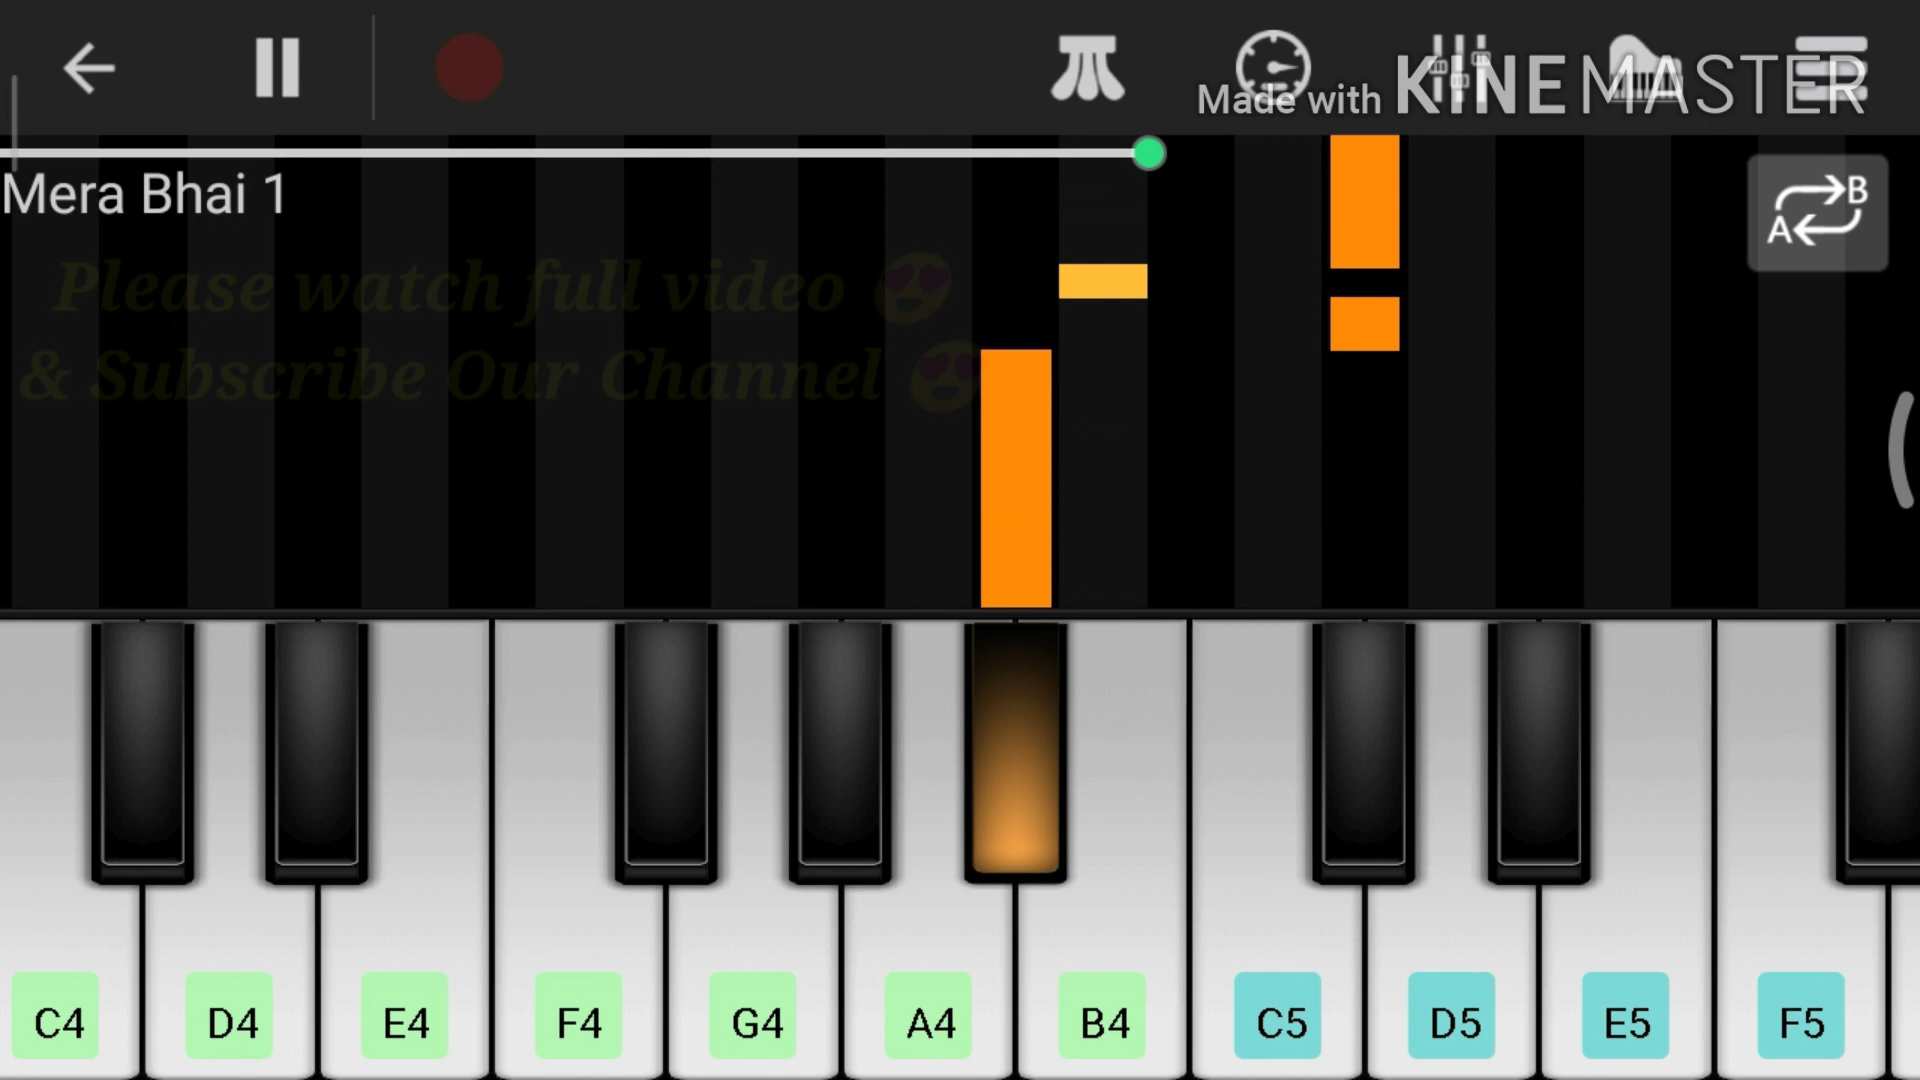 Made with KINEMASTER
Mera Bhai 1
A B
Please watch full video 😍
& Subscribe Our Channel 😍
C4 D4 E4 F4 G4 A4 B4 C5 D5 E5 F5